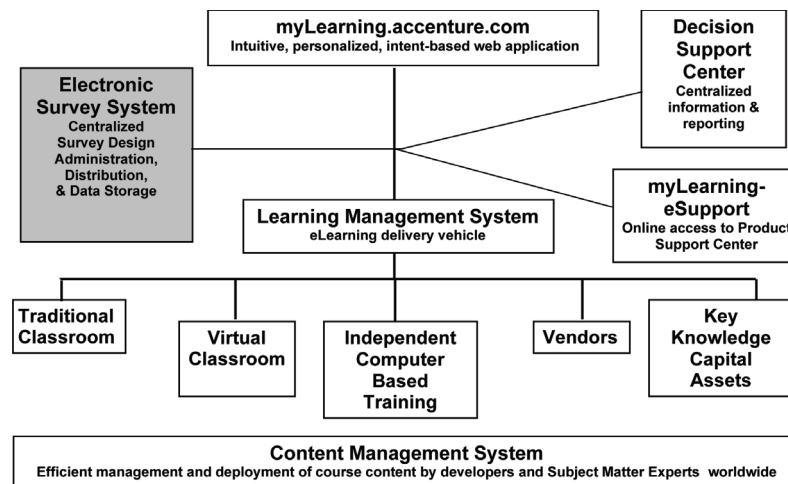 myLearning.accenture.com
Intuitive, personalized, intent-based web application
Decision
Support
Center
Centralized
information &
reporting
Electronic
Survey System
Centralized
Survey Design
Administration,
Distribution,
& Data Storage
myLearning-
eSupport
Online access to Product
Support Center
Learning Management System
eLearning delivery vehicle
Traditional
Classroom
Virtual
Classroom
Independent
Computer
Based
Training
Vendors
Key
Knowledge
Capital
Assets
Content Management System
Efficient management and deployment of course content by developers and Subject Matter Experts worldwide